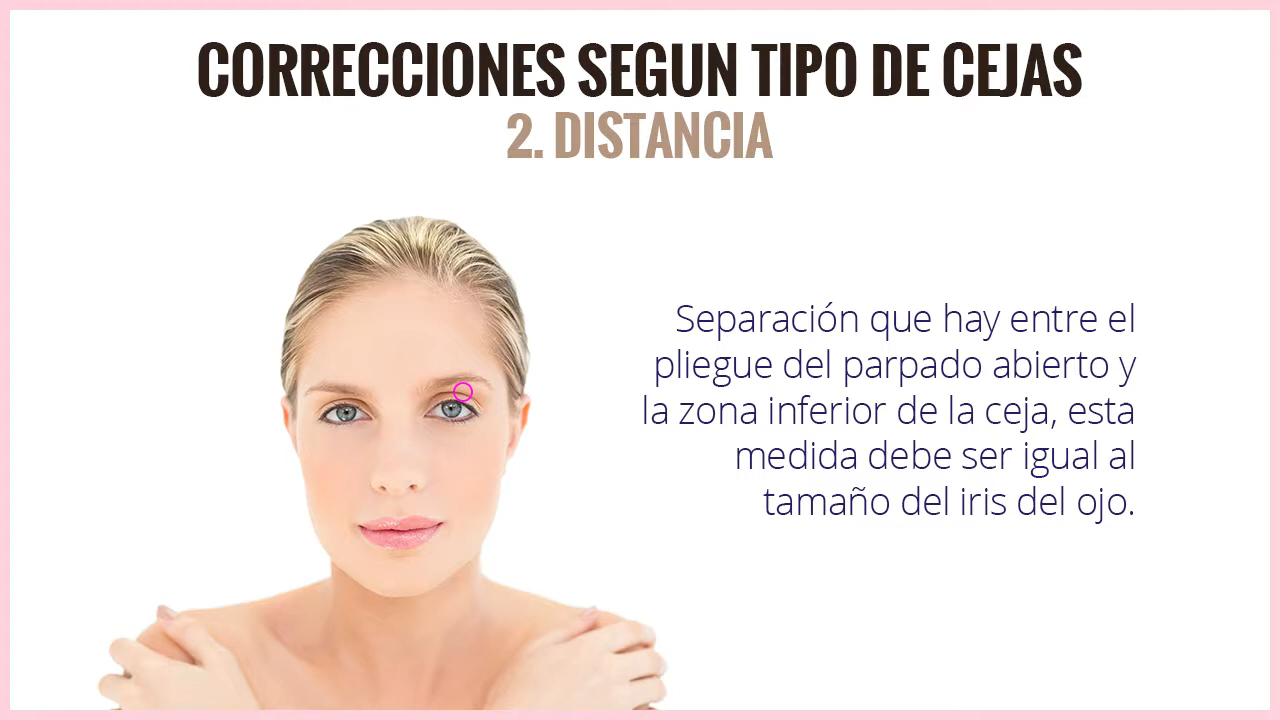 CORRECCIONES SEGUN TIPO DE CEJAS
2. DISTANCIA
Separación que hay entre el
pliegue del parpado abierto y
la zona inferior de la ceja, esta
medida debe ser igual al
tamaño del iris del ojo.